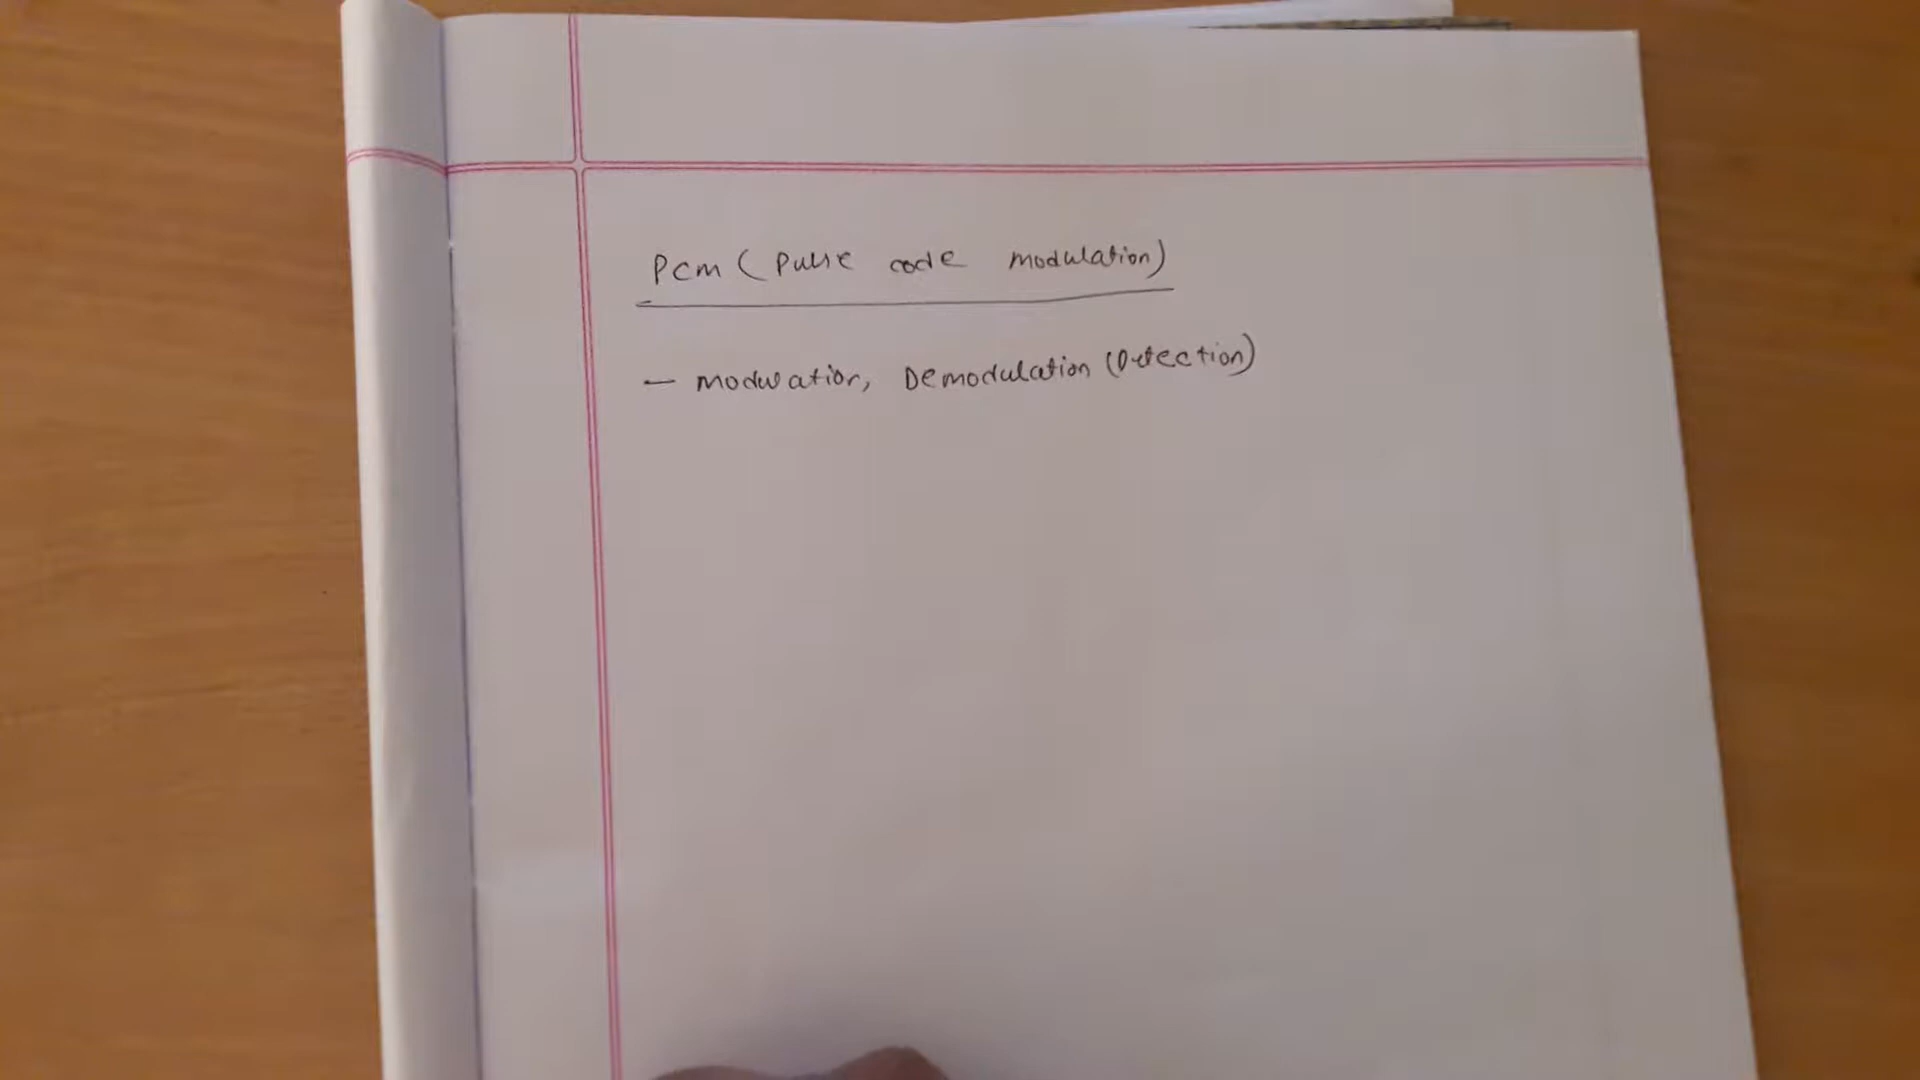 PCM (Pulse code modulation)
— modulation, Demodulation (Detection)